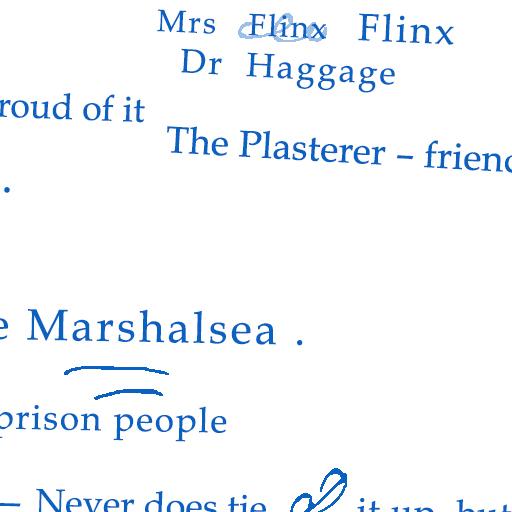 Mrs Flinx Flinx
Dr Haggage
roud of it
The Plasterer – friend
.
e Marshalsea .
prison people
— Never does tie it up, but